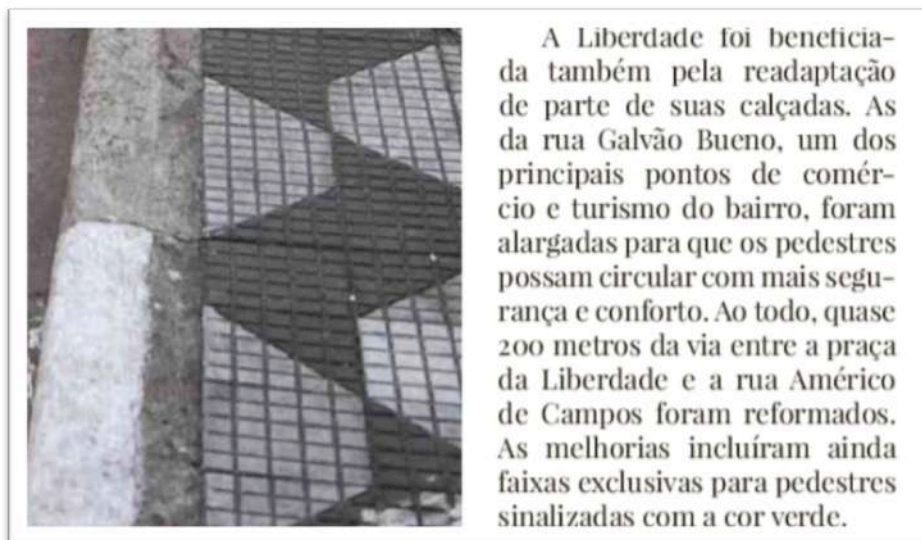 A Liberdade foi beneficia-
da também pela readaptação
de parte de suas calçadas. As
da rua Galvão Bueno, um dos
principais pontos de comér-
cio e turismo do bairro, foram
alargadas para que os pedestres
possam circular com mais segu-
rança e conforto. Ao todo, quase
200 metros da via entre a praça
da Liberdade e a rua Américo
de Campos foram reformados.
As melhorias incluíram ainda
faixas exclusivas para pedestres
sinalizadas com a cor verde.